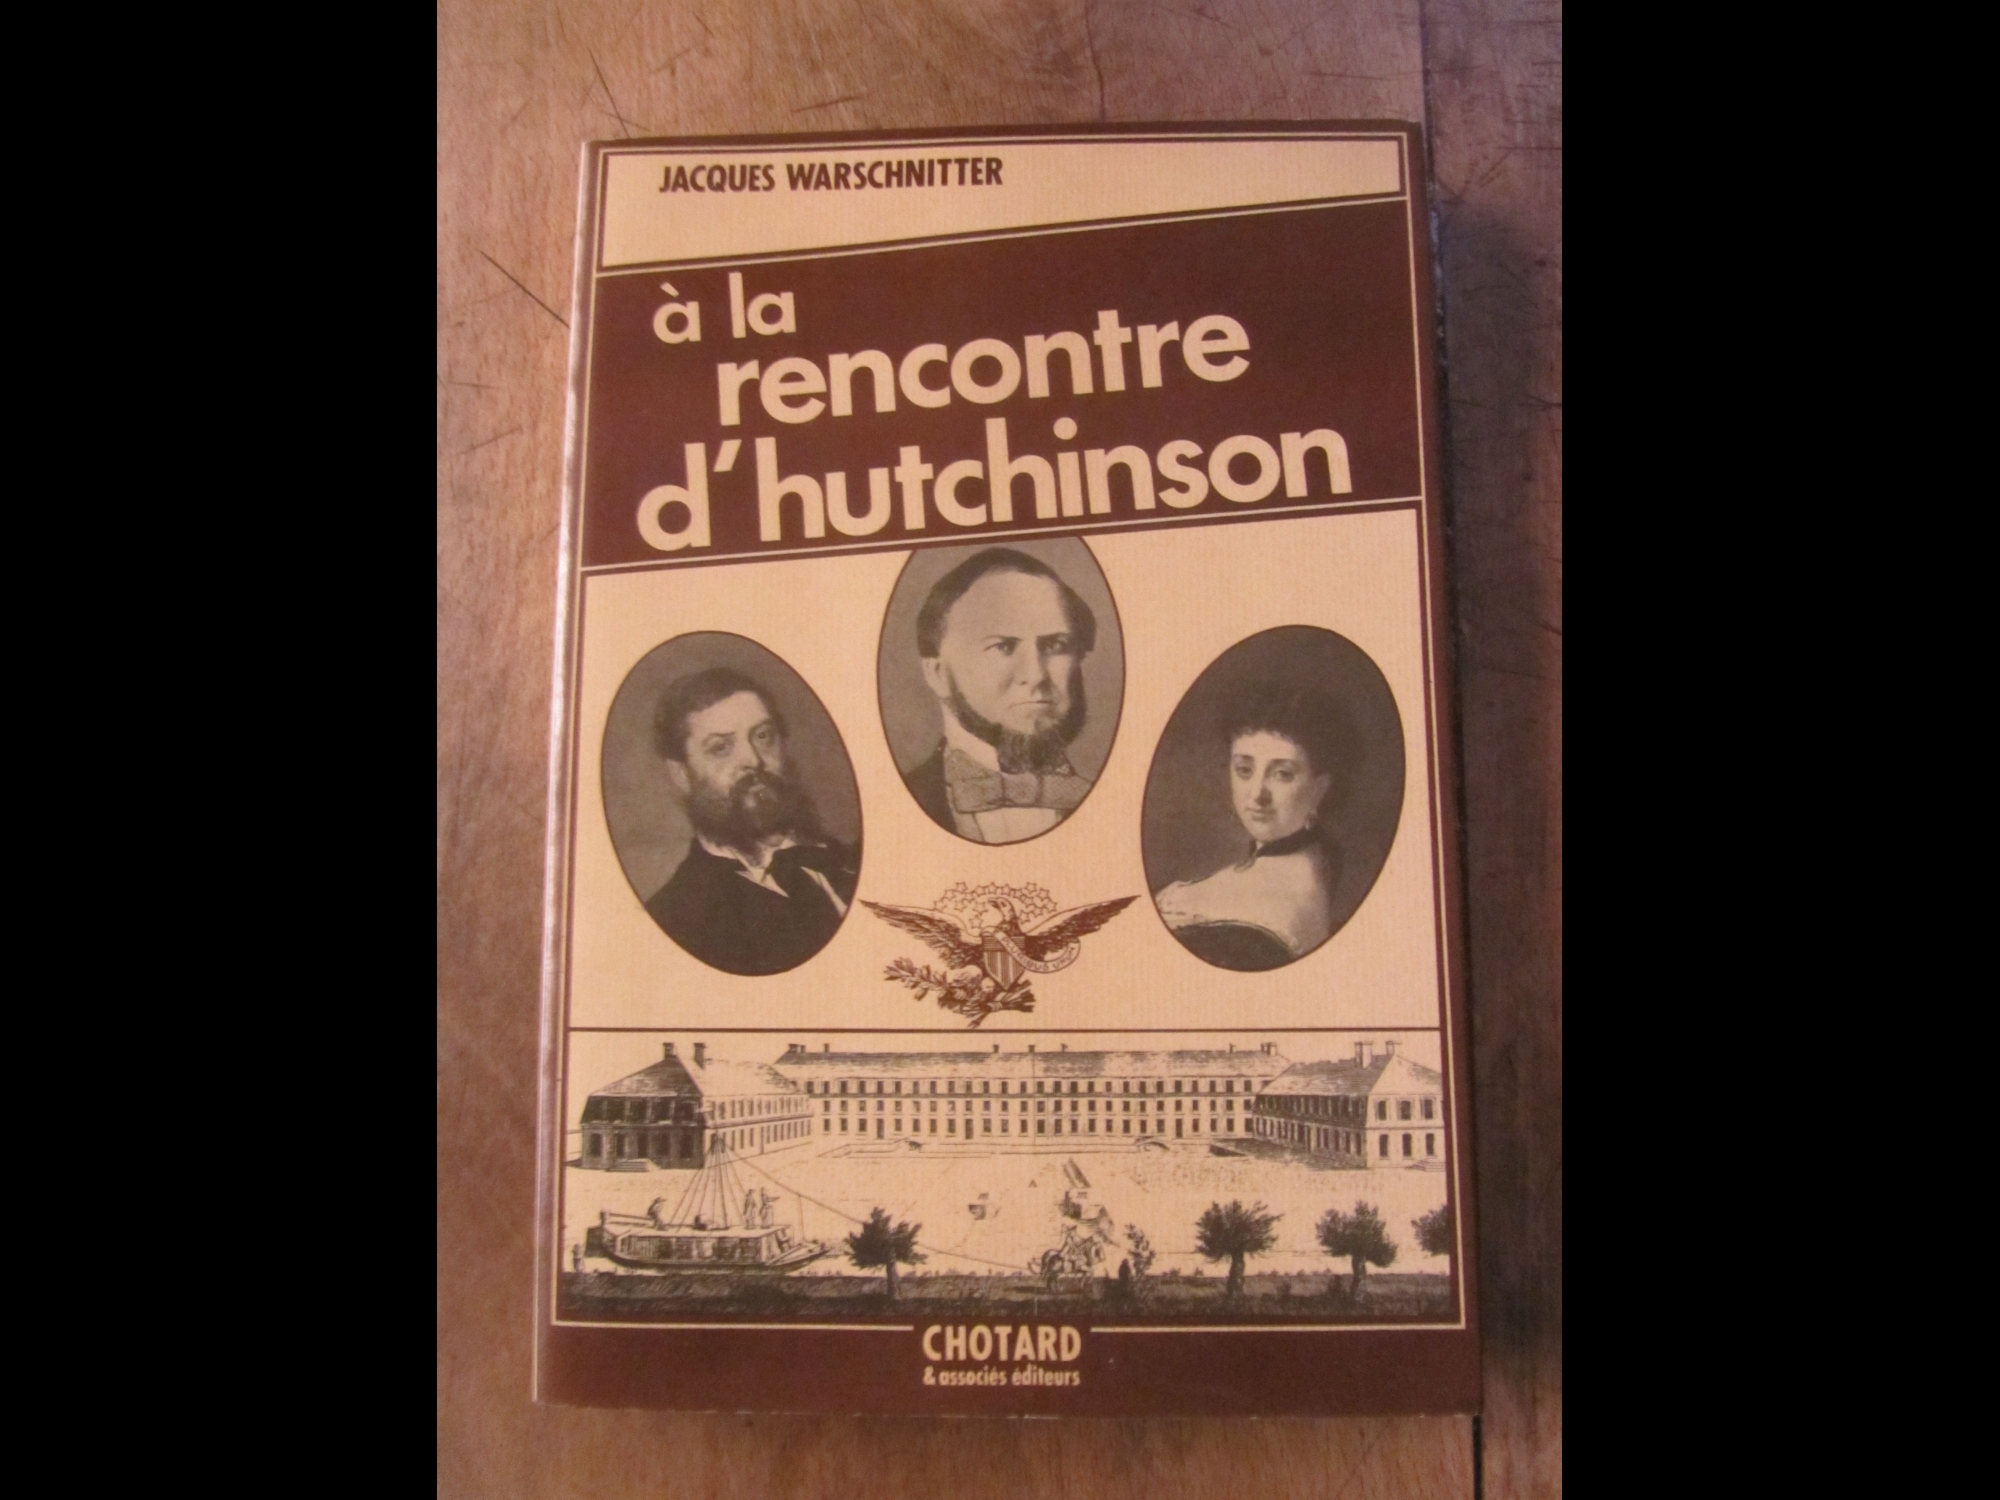 JACQUES WARSCHNITTER
à la
rencontre
d'hutchinson
CHOTARD
& associés éditeurs